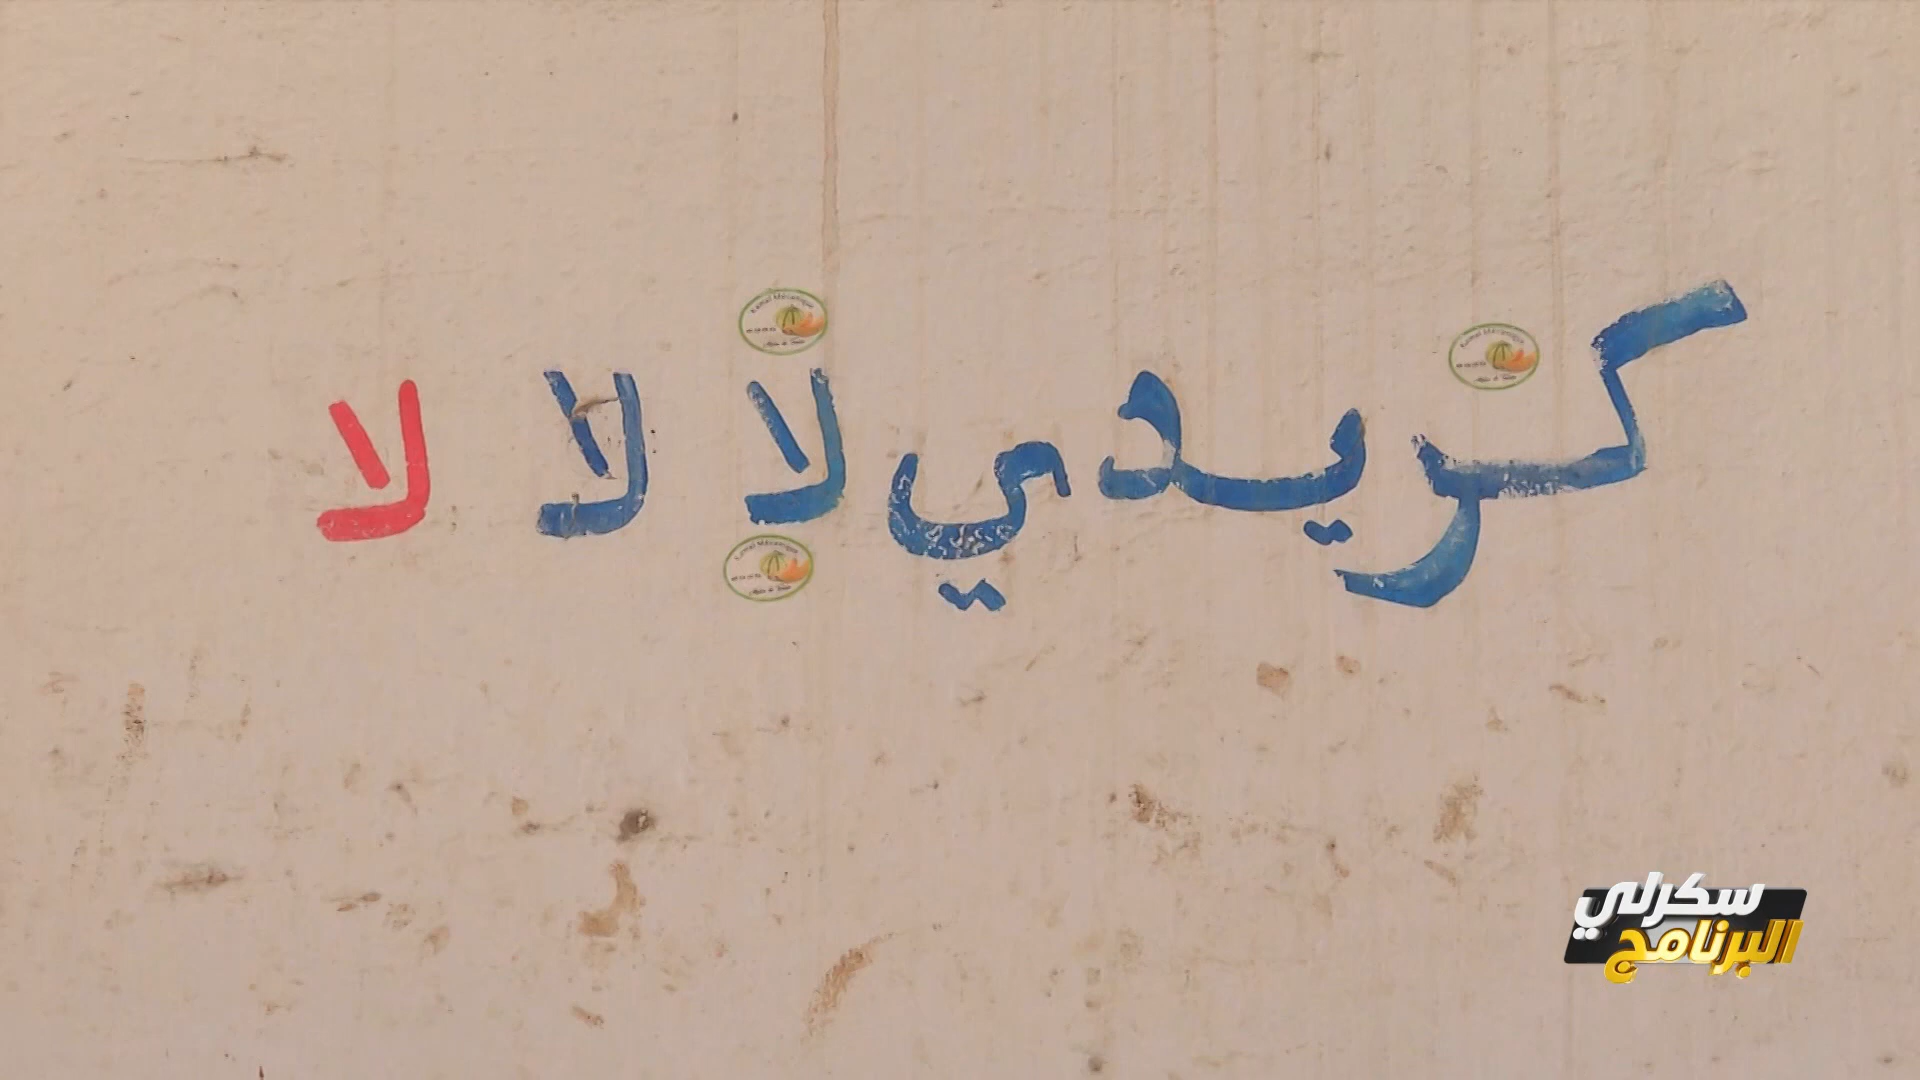 كريدي لا لا لا
سكرلي
البرنامج